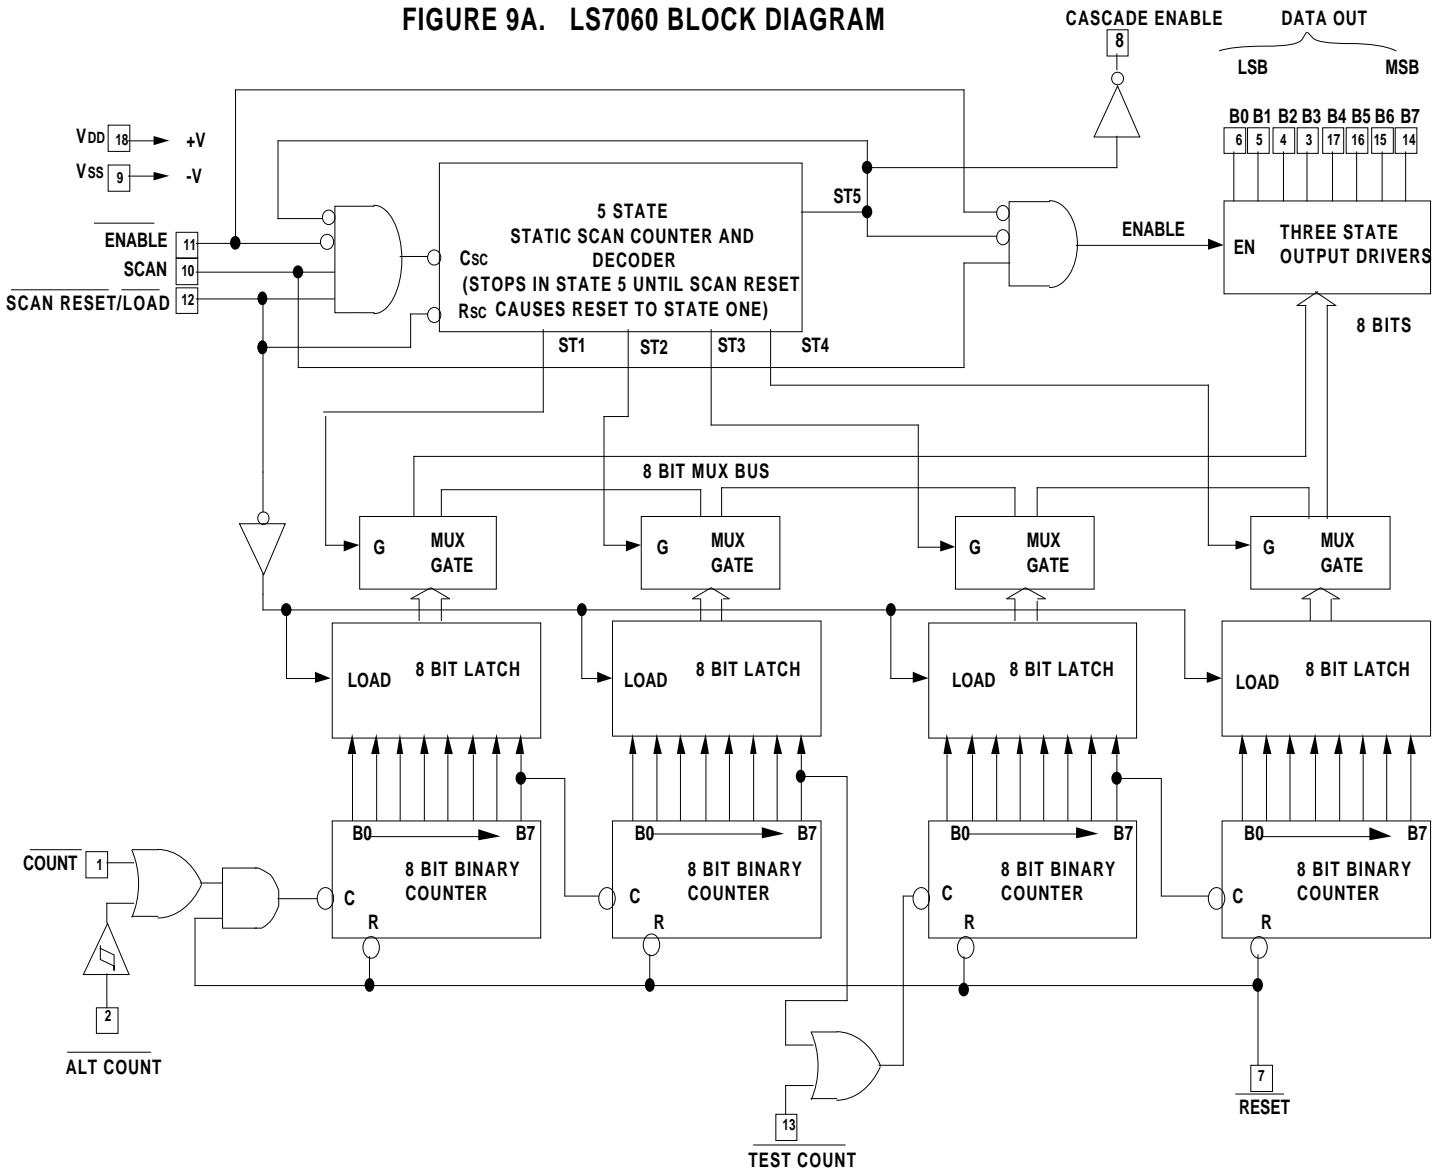 FIGURE 9A. LS7060 BLOCK DIAGRAM
CASCADE ENABLE
8
DATA OUT
LSB
MSB
B0 B1 B2 B3 B4 B5 B6 B7
6 5 4 3 17 16 15 14
VDD 18 +V
VSS 9 -V
ENABLE 11
SCAN 10
SCAN RESET/LOAD 12
5 STATE
STATIC SCAN COUNTER AND
DECODER
(STOPS IN STATE 5 UNTIL SCAN RESET
CAUSES RESET TO STATE ONE)
CSC
RSC
ST5
ENABLE
EN
THREE STATE
OUTPUT DRIVERS
8 BITS
ST1
ST2
ST3
ST4
8 BIT MUX BUS
G
MUX
GATE
G
MUX
GATE
G
MUX
GATE
G
MUX
GATE
LOAD
8 BIT LATCH
LOAD
8 BIT LATCH
LOAD
8 BIT LATCH
LOAD
8 BIT LATCH
B0
B7
8 BIT BINARY
COUNTER
C
R
B0
B7
8 BIT BINARY
COUNTER
C
R
B0
B7
8 BIT BINARY
COUNTER
C
R
B0
B7
8 BIT BINARY
COUNTER
C
R
COUNT 1
2
ALT COUNT
13
TEST COUNT
7
RESET